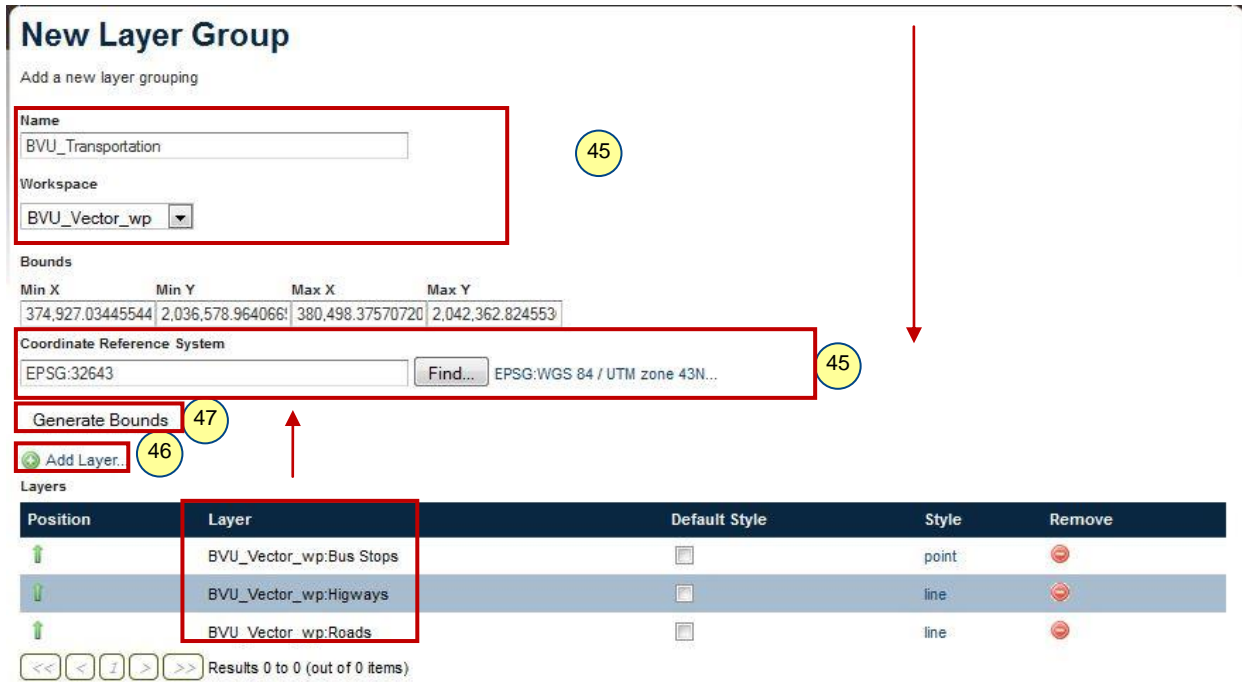 New Layer Group
Add a new layer grouping
Name
BVU_Transportation
45
Workspace
BVU_Vector_wp
Bounds
Min X Min Y Max X Max Y
374,927.03445544 2,036,578.964066 380,498.37570720 2,042,362.824553
Coordinate Reference System
EPSG:32643 Find... EPSG:WGS 84 / UTM zone 43N...
45
Generate Bounds 47
Add Layer... 46
Layers
Position Layer Default Style Style Remove
BVU_Vector_wp:Bus Stops point
BVU_Vector_wp:Higways line
BVU_Vector_wp:Roads line
<< < 1 > >> Results 0 to 0 (out of 0 items)